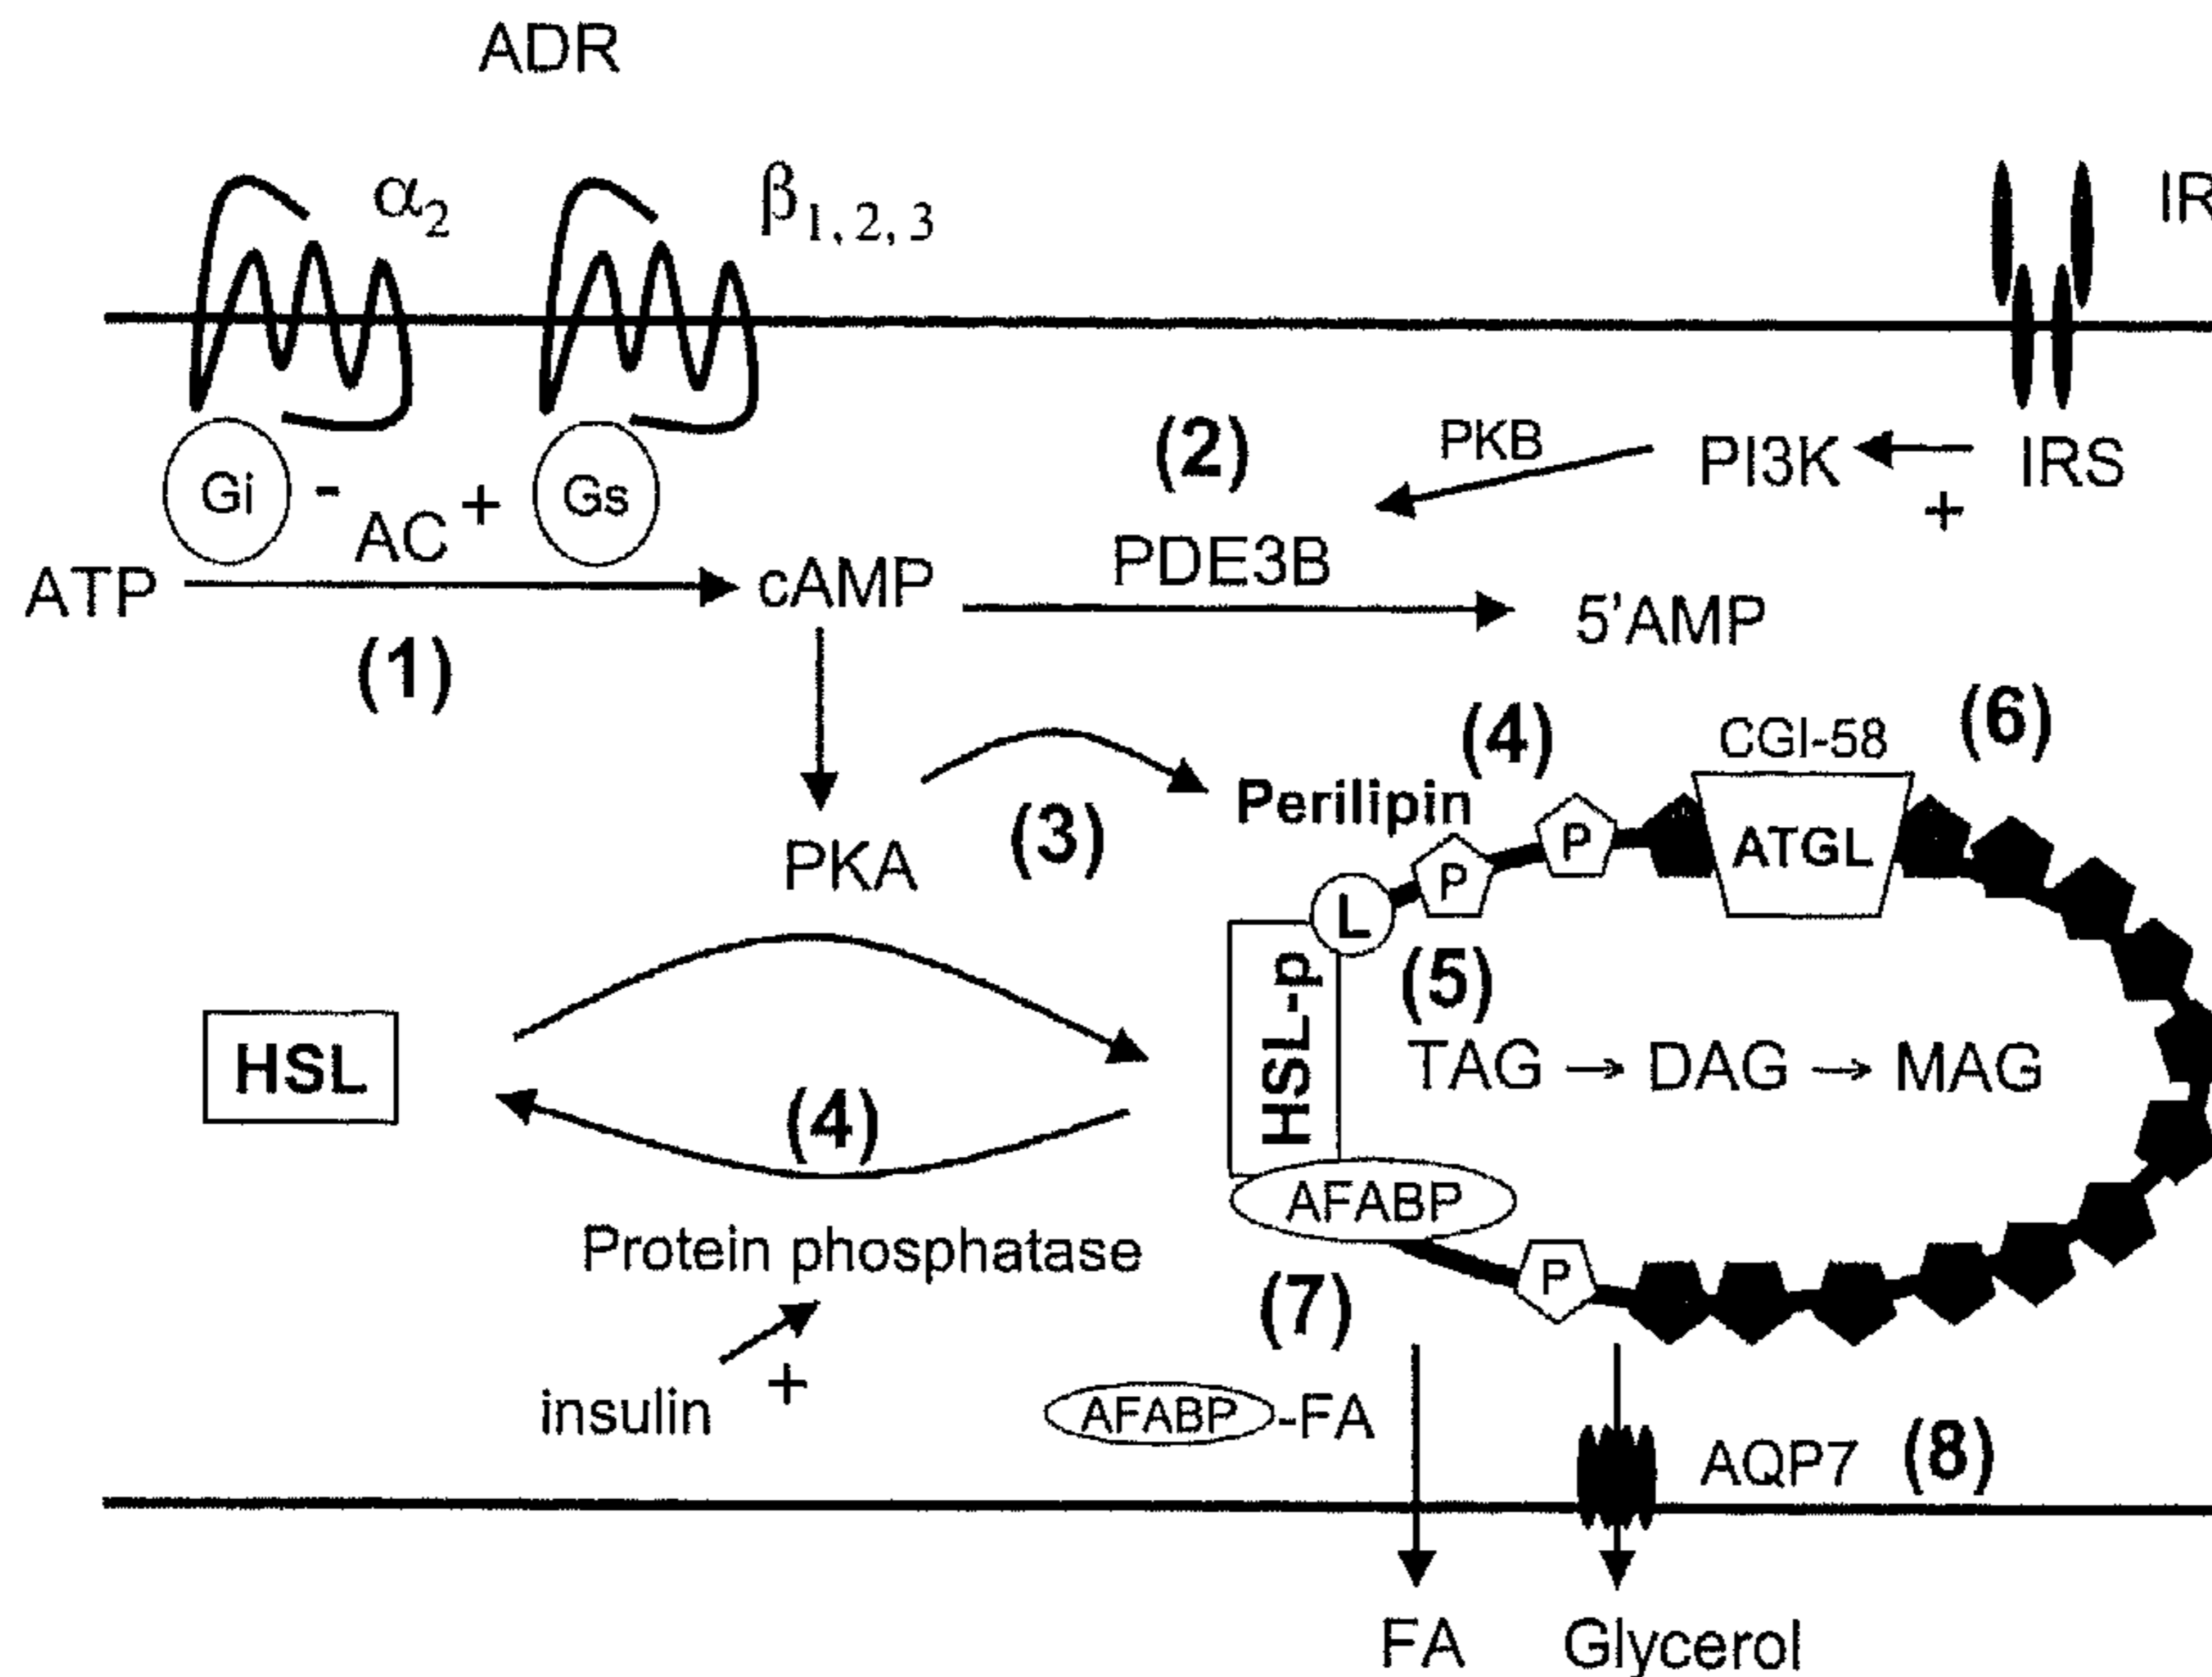 ADR
α2
β1, 2, 3
IR
Gi
-
AC
+
Gs
(2)
PKB
PI3K
IRS
+
ATP
cAMP
PDE3B
5'AMP
(1)
(3)
PKA
Perilipin
(4)
CGI-58
(6)
P
P
ATGL
L
(5)
HSL
HSL-p
TAG → DAG → MAG
(4)
Protein phosphatase
AFABP
P
(7)
insulin
+
AFABP-FA
AQP7
(8)
FA
Glycerol